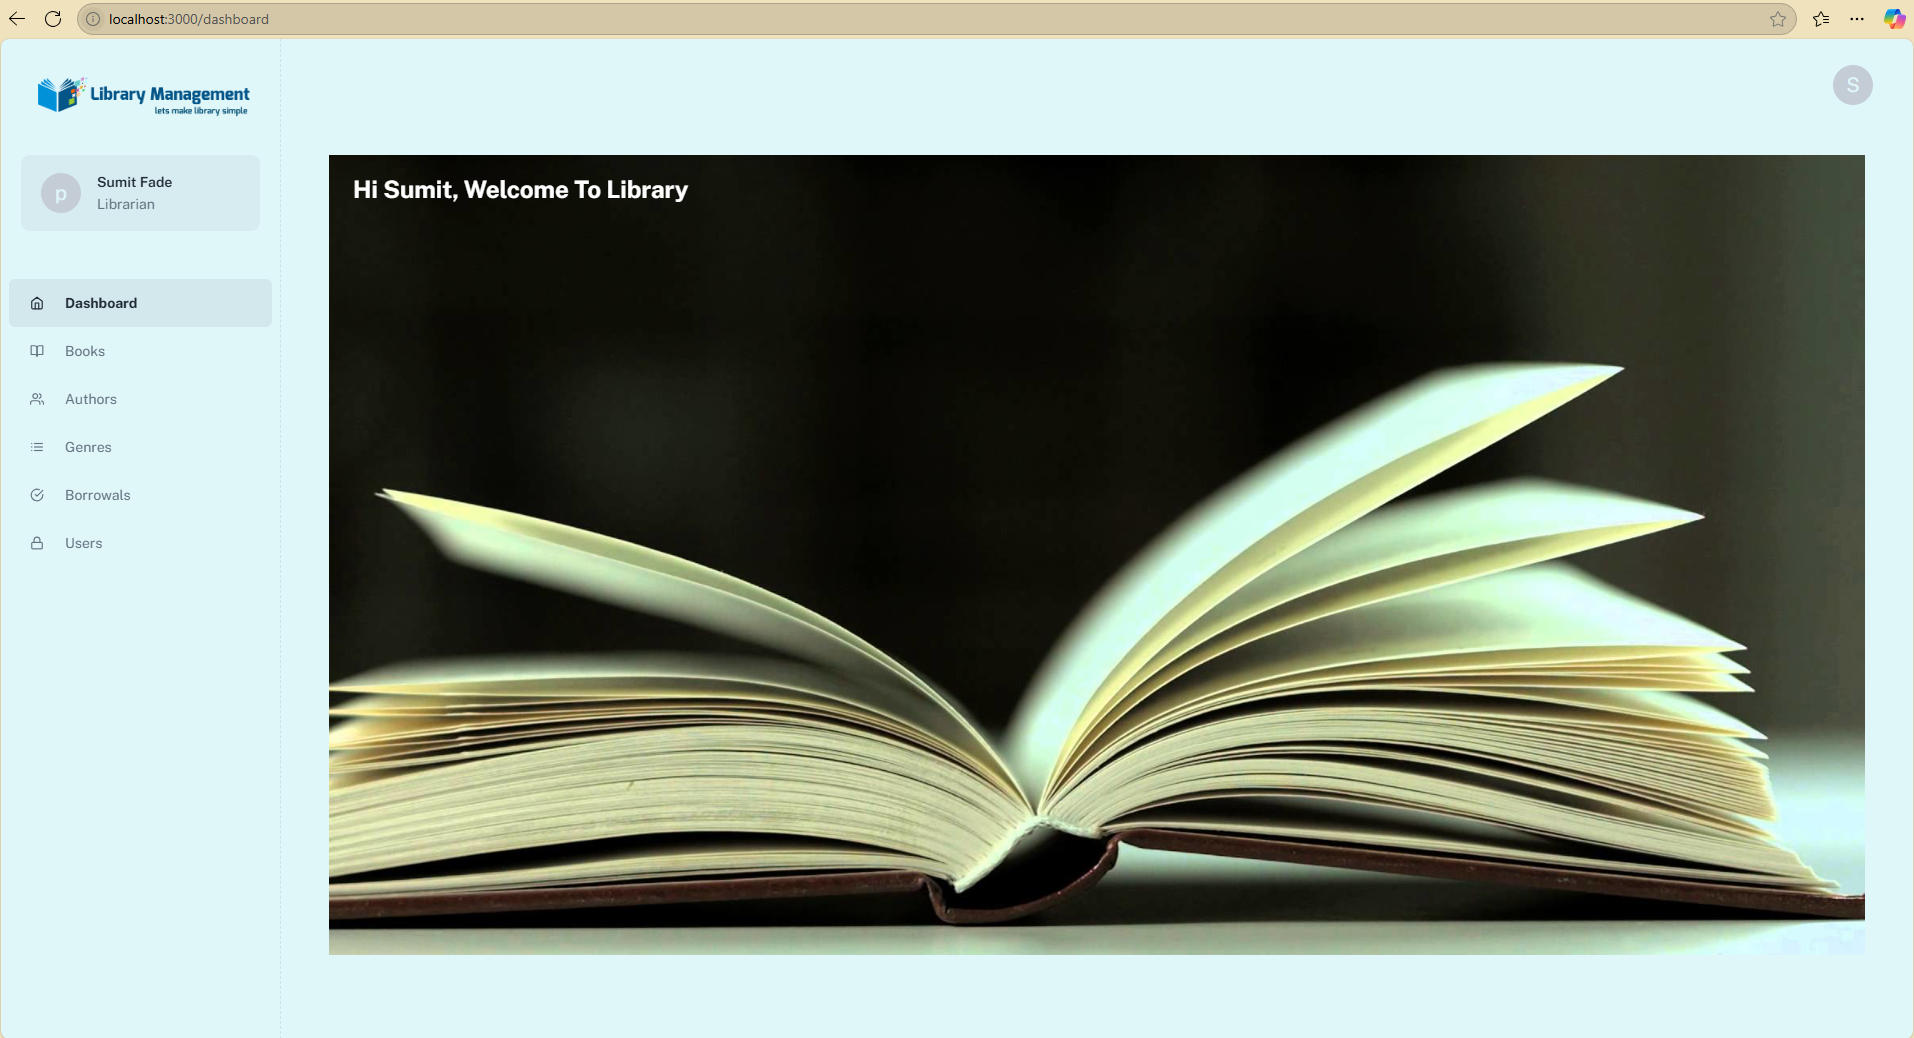 localhost:3000/dashboard
Library Management
lets make library simple
S
p
Sumit Fade
Librarian
Hi Sumit, Welcome To Library
Dashboard
Books
Authors
Genres
Borrowals
Users